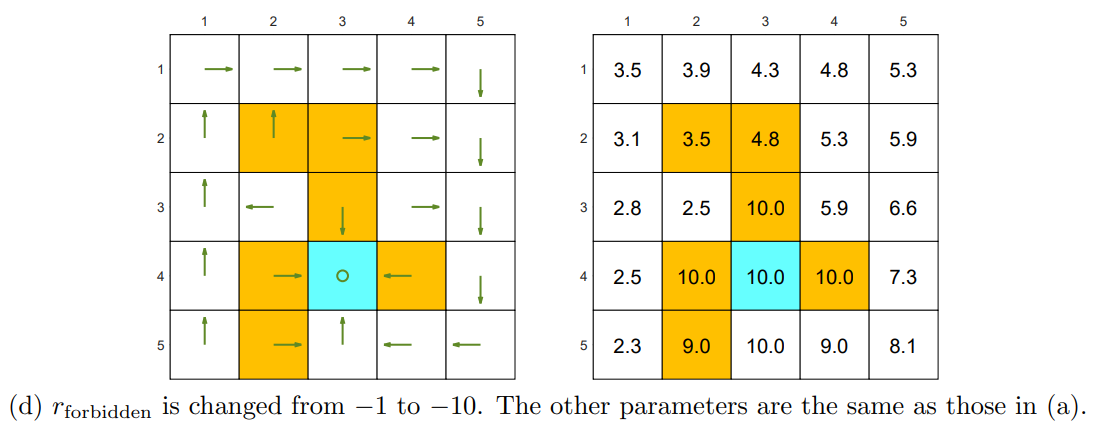 1 2 3 4 5 1 2 3 4 5
1 1 3.5 3.9 4.3 4.8 5.3
2 2 3.1 3.5 4.8 5.3 5.9
3 3 2.8 2.5 10.0 5.9 6.6
4 4 2.5 10.0 10.0 10.0 7.3
5 5 2.3 9.0 10.0 9.0 8.1
(d) r_forbidden is changed from −1 to −10. The other parameters are the same as those in (a).